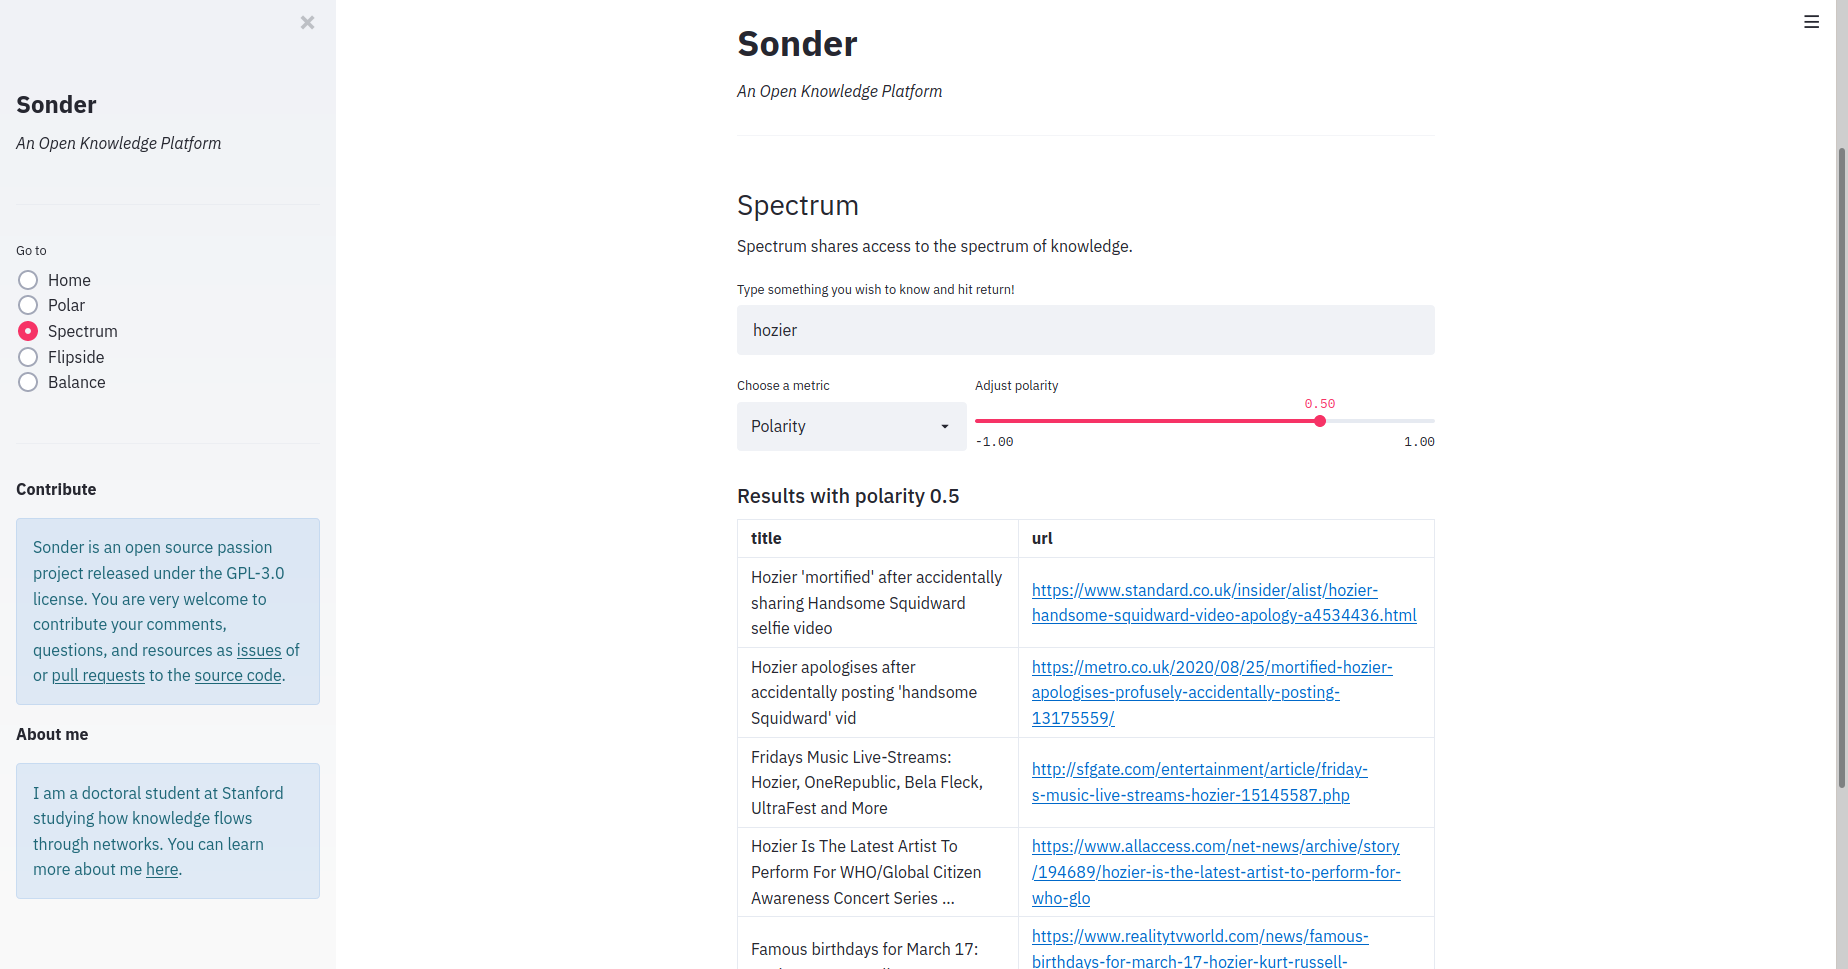 Sonder
An Open Knowledge Platform
Go to
Home
Polar
Spectrum
Flipside
Balance
Contribute
Sonder is an open source passion
project released under the GPL-3.0
license. You are very welcome to
contribute your comments,
questions, and resources as issues of
or pull requests to the source code.
About me
I am a doctoral student at Stanford
studying how knowledge flows
through networks. You can learn
more about me here.
Sonder
An Open Knowledge Platform
Spectrum
Spectrum shares access to the spectrum of knowledge.
Type something you wish to know and hit return!
hozier
Choose a metric
Polarity
Adjust polarity
0.50
-1.00 1.00
Results with polarity 0.5
title url
Hozier 'mortified' after accidentally
sharing Handsome Squidward
selfie video
https://www.standard.co.uk/insider/alist/hozier-
handsome-squidward-video-apology-a4534436.html
Hozier apologises after
accidentally posting 'handsome
Squidward' vid
https://metro.co.uk/2020/08/25/mortified-hozier-
apologises-profusely-accidentally-posting-
13175559/
Fridays Music Live-Streams:
Hozier, OneRepublic, Bela Fleck,
UltraFest and More
http://sfgate.com/entertainment/article/friday-
s-music-live-streams-hozier-15145587.php
Hozier Is The Latest Artist To
Perform For WHO/Global Citizen
Awareness Concert Series ...
https://www.allaccess.com/net-news/archive/story
/194689/hozier-is-the-latest-artist-to-perform-for-
who-glo
Famous birthdays for March 17:
https://www.realitytvworld.com/news/famous-
birthdays-for-march-17-hozier-kurt-russell-